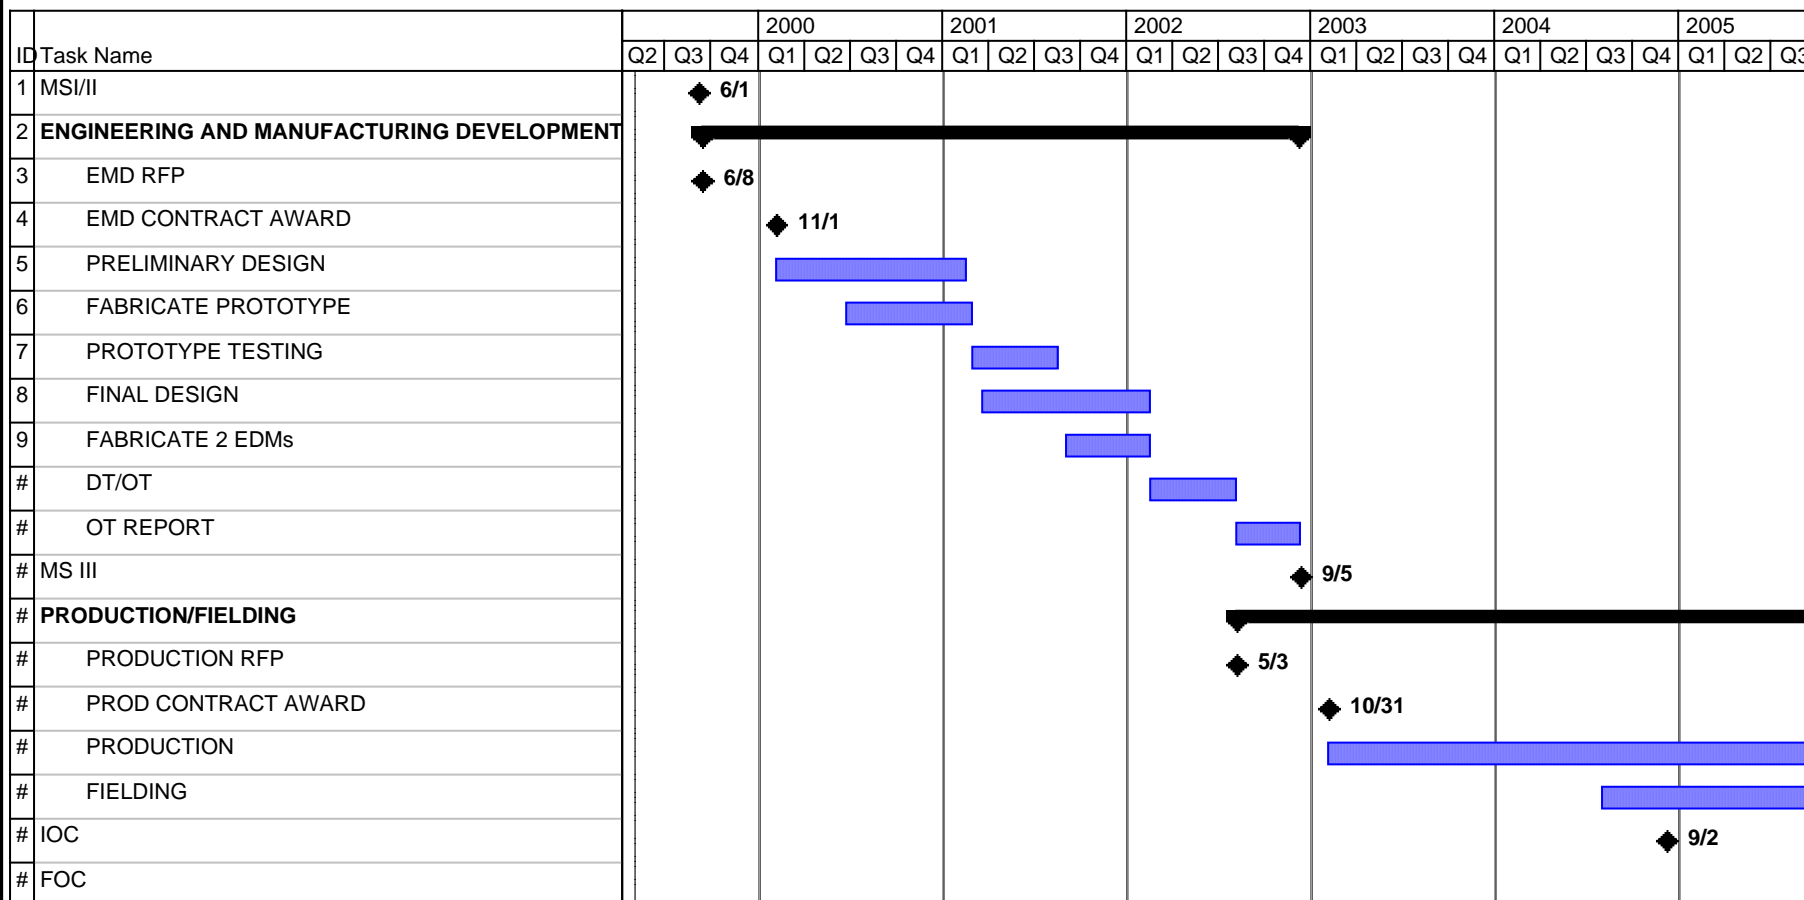 2000 2001 2002 2003 2004 2005
ID Task Name Q2 Q3 Q4 Q1 Q2 Q3 Q4 Q1 Q2 Q3 Q4 Q1 Q2 Q3 Q4 Q1 Q2 Q3 Q4 Q1 Q2 Q3 Q4 Q1 Q2 Q3
1 MSI/II 6/1
2 ENGINEERING AND MANUFACTURING DEVELOPMENT
3 EMD RFP 6/8
4 EMD CONTRACT AWARD 11/1
5 PRELIMINARY DESIGN
6 FABRICATE PROTOTYPE
7 PROTOTYPE TESTING
8 FINAL DESIGN
9 FABRICATE 2 EDMs
# DT/OT
# OT REPORT
# MS III 9/5
# PRODUCTION/FIELDING
# PRODUCTION RFP 5/3
# PROD CONTRACT AWARD 10/31
# PRODUCTION
# FIELDING
# IOC 9/2
# FOC